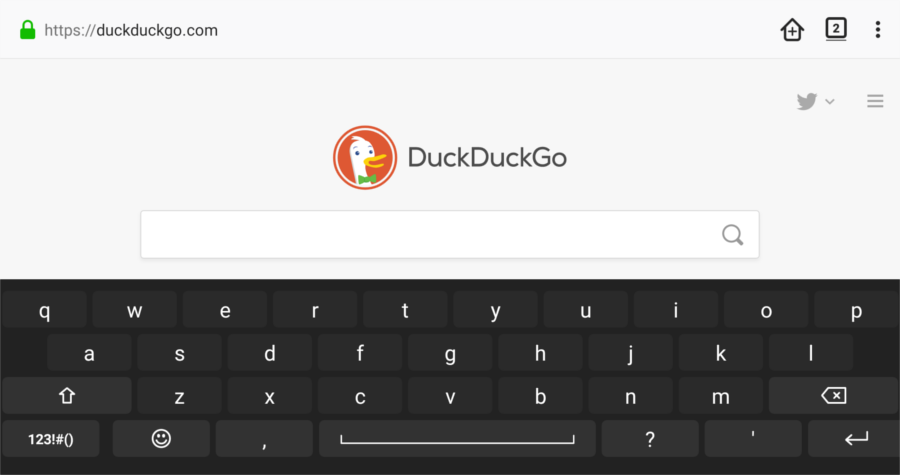 https://duckduckgo.com 2
DuckDuckGo
q w e r t y u i o p
a s d f g h j k l
z x c v b n m
123!#() , ? '